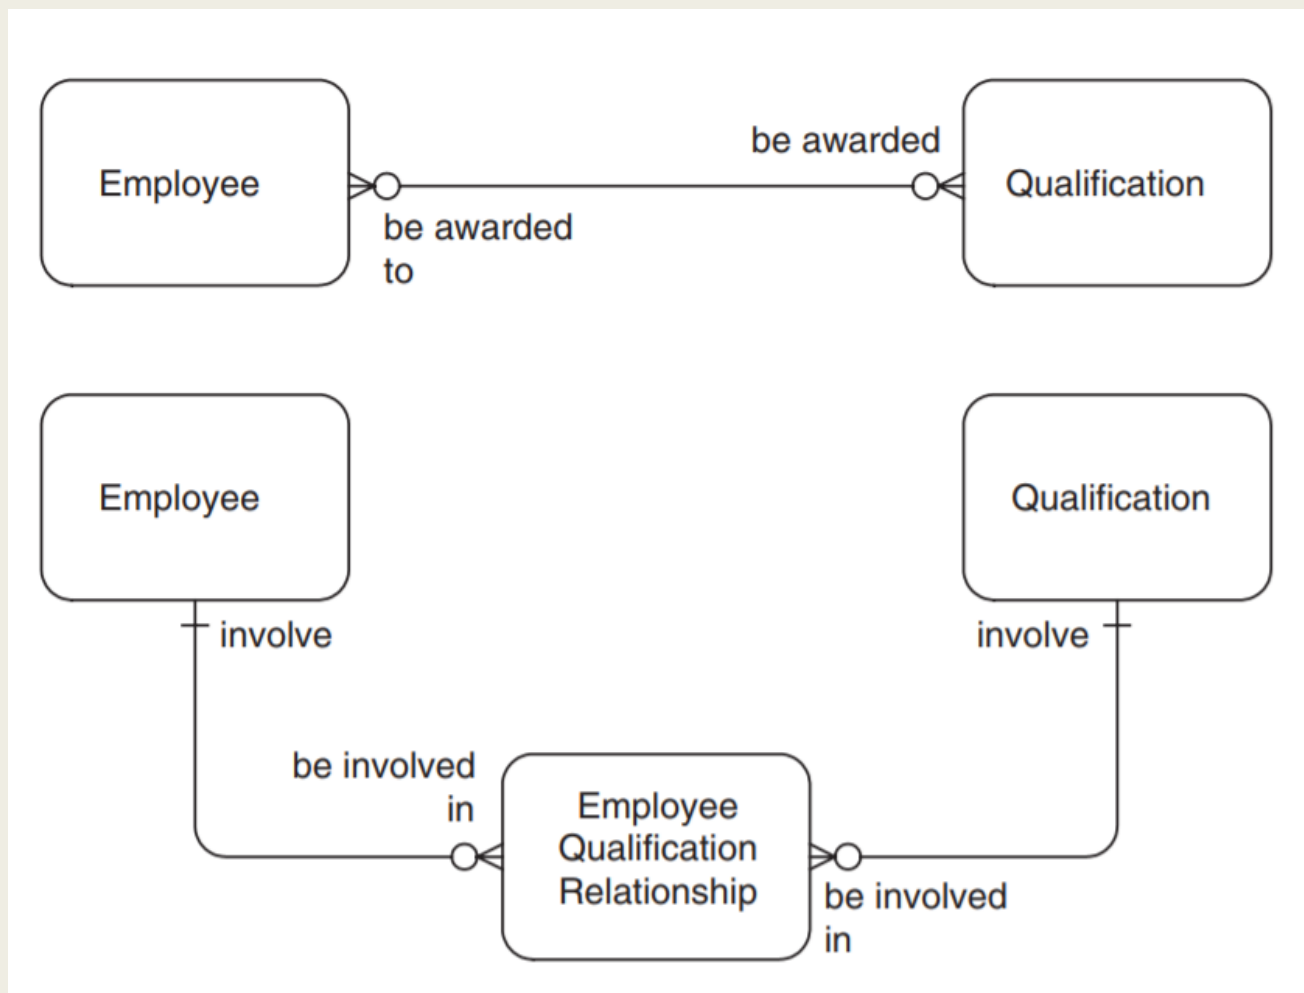 be awarded
Employee
Qualification
be awarded
to
Employee
Qualification
involve
involve
be involved
in
Employee
Qualification
Relationship
be involved
in